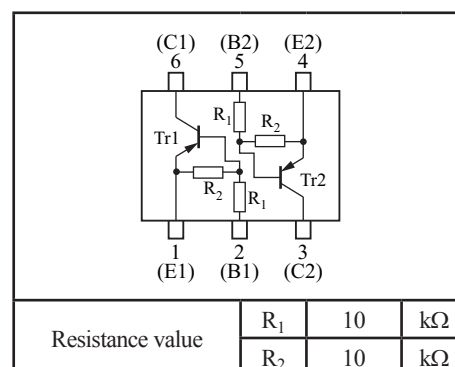 (C1) (B2) (E2)
6 5 4
R1
R2
Tr1
Tr2
R2
R1
1 2 3
(E1) (B1) (C2)
Resistance value
R1 10 kΩ
R2 10 kΩ